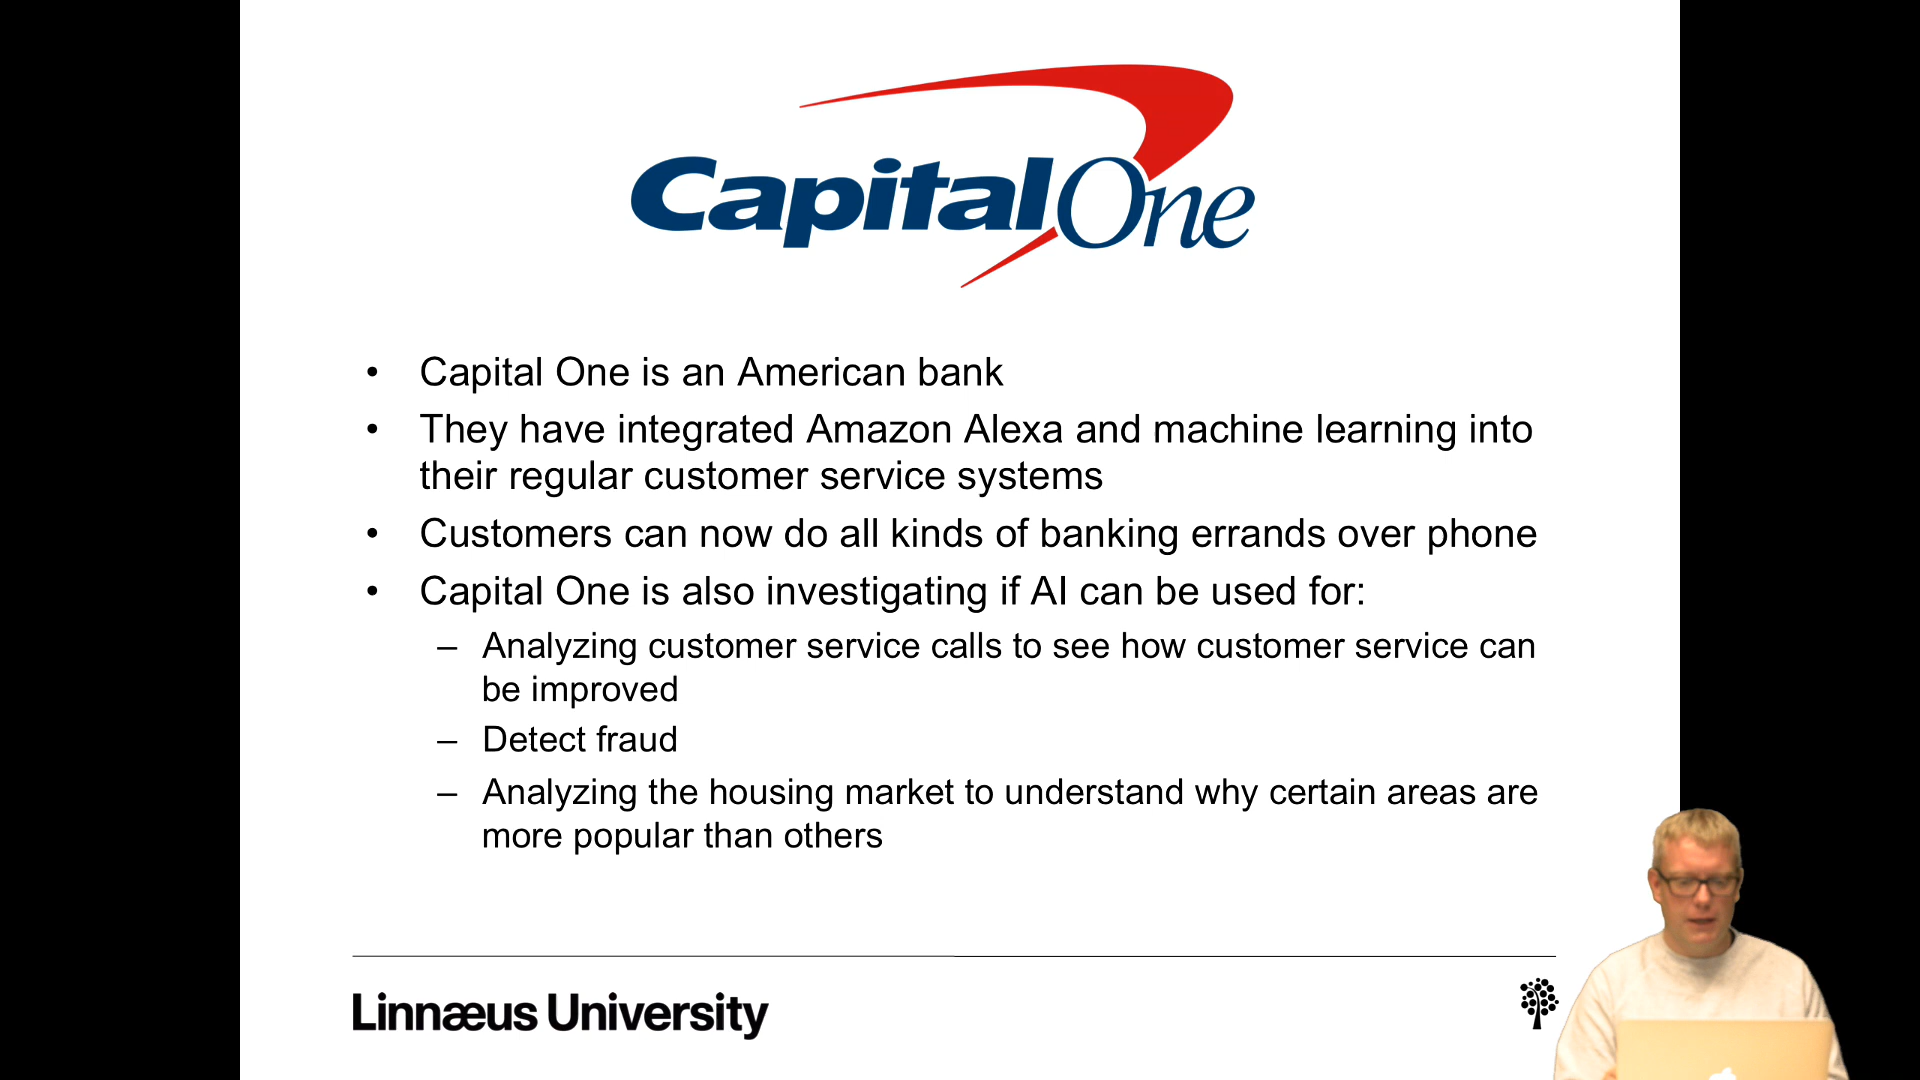 CapitalOne
• Capital One is an American bank
• They have integrated Amazon Alexa and machine learning into
their regular customer service systems
• Customers can now do all kinds of banking errands over phone
• Capital One is also investigating if AI can be used for:
– Analyzing customer service calls to see how customer service can
be improved
– Detect fraud
– Analyzing the housing market to understand why certain areas are
more popular than others
Linnæus University